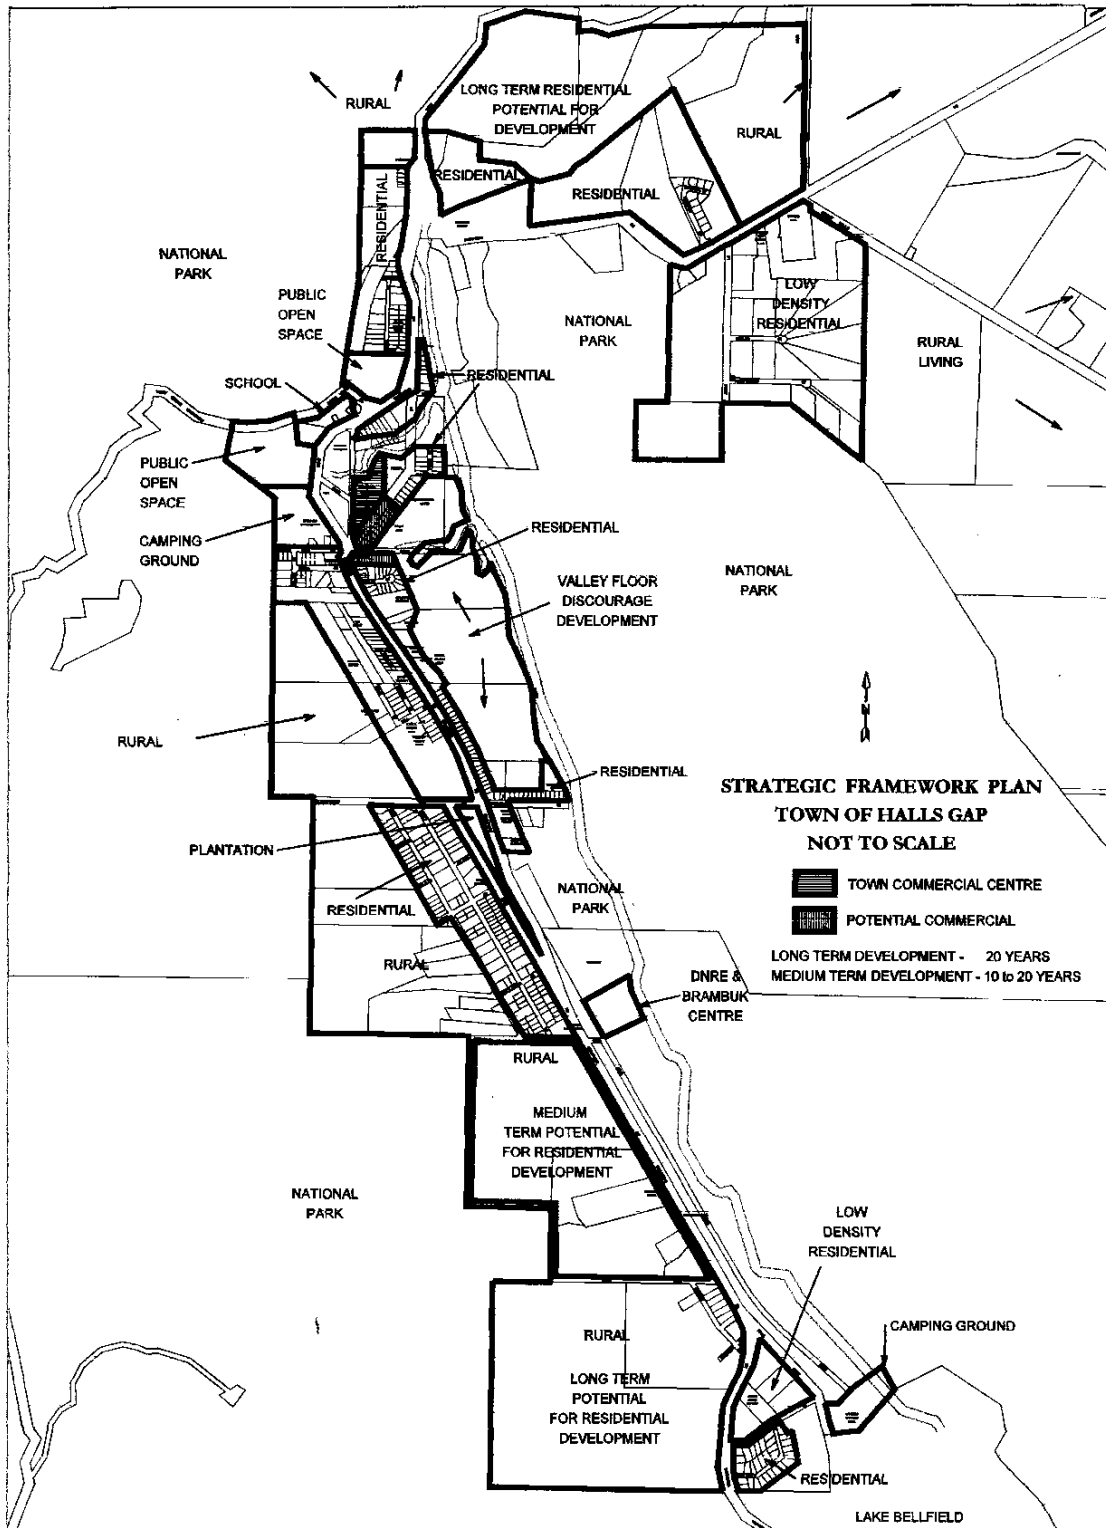 LONG TERM RESIDENTIAL
POTENTIAL FOR
DEVELOPMENT
RURAL
RURAL
RESIDENTIAL
RESIDENTIAL
RESIDENTIAL
NATIONAL
PARK
PUBLIC
OPEN
SPACE
NATIONAL
PARK
LOW
DENSITY
RESIDENTIAL
RURAL
LIVING
SCHOOL
RESIDENTIAL
PUBLIC
OPEN
SPACE
CAMPING
GROUND
RESIDENTIAL
VALLEY FLOOR
DISCOURAGE
DEVELOPMENT
NATIONAL
PARK
N
RURAL
RESIDENTIAL
STRATEGIC FRAMEWORK PLAN
TOWN OF HALLS GAP
NOT TO SCALE
TOWN COMMERCIAL CENTRE
POTENTIAL COMMERCIAL
LONG TERM DEVELOPMENT - 20 YEARS
MEDIUM TERM DEVELOPMENT - 10 to 20 YEARS
PLANTATION
RESIDENTIAL
NATIONAL
PARK
RURAL
DNRE &
BRAMBUK
CENTRE
RURAL
MEDIUM
TERM POTENTIAL
FOR RESIDENTIAL
DEVELOPMENT
NATIONAL
PARK
LOW
DENSITY
RESIDENTIAL
CAMPING GROUND
RURAL
LONG TERM
POTENTIAL
FOR RESIDENTIAL
DEVELOPMENT
RESIDENTIAL
LAKE BELLFIELD